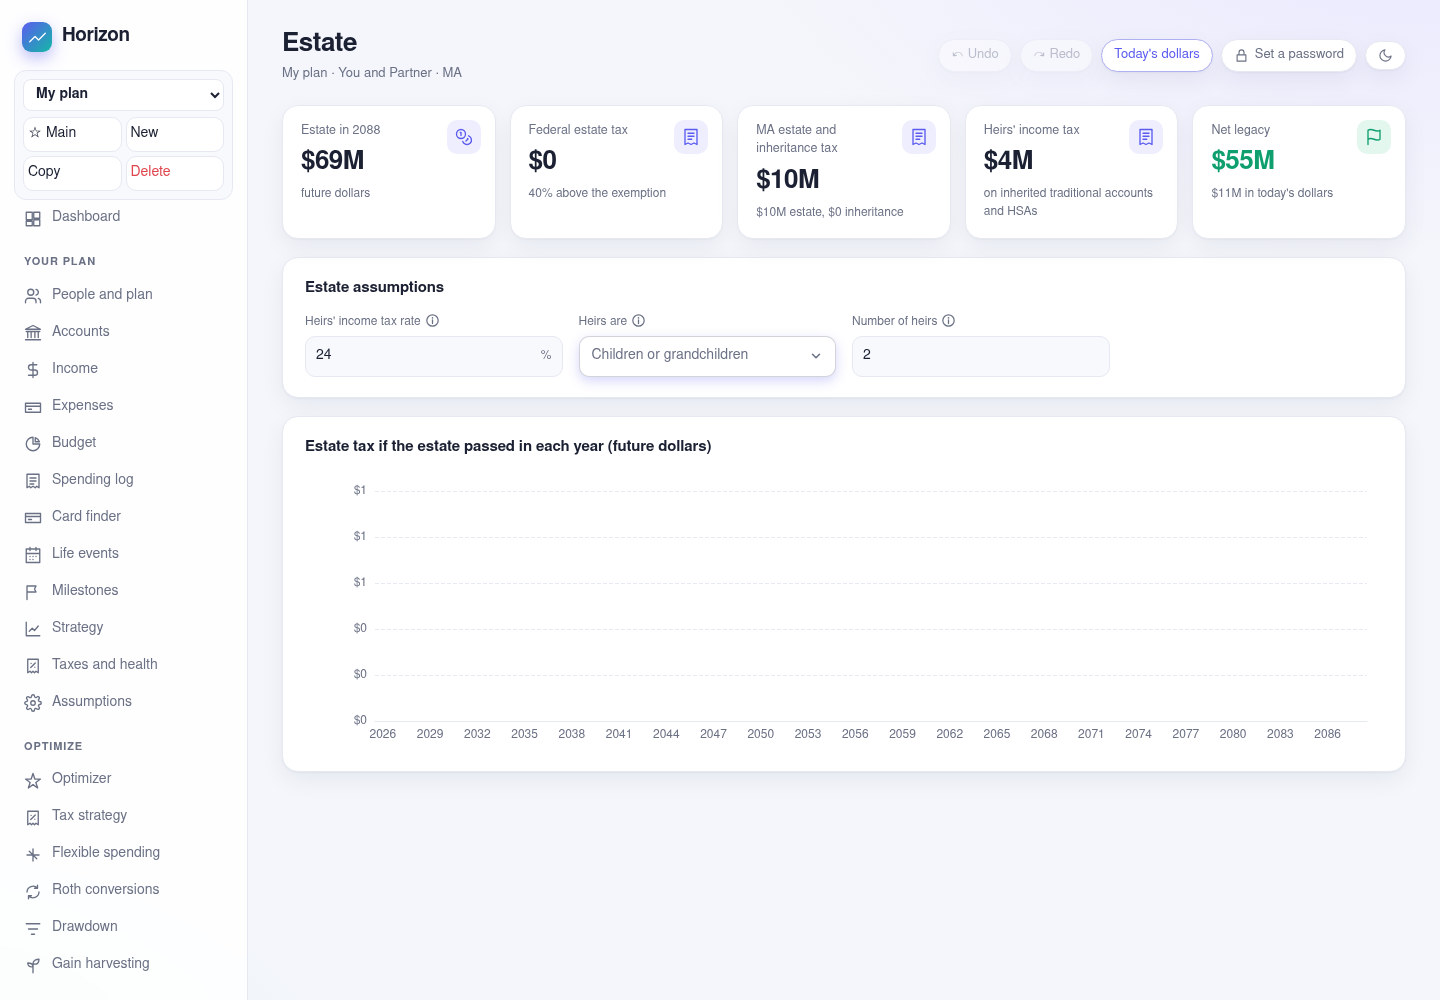 Horizon
My plan
☆ Main
New
Copy
Delete
Dashboard
YOUR PLAN
People and plan
Accounts
Income
Expenses
Budget
Spending log
Card finder
Life events
Milestones
Strategy
Taxes and health
Assumptions
OPTIMIZE
Optimizer
Tax strategy
Flexible spending
Roth conversions
Drawdown
Gain harvesting
Estate
My plan · You and Partner · MA
Undo
Redo
Today's dollars
Set a password
Estate in 2088
$69M
future dollars
Federal estate tax
$0
40% above the exemption
MA estate and
inheritance tax
$10M
$10M estate, $0 inheritance
Heirs' income tax
$4M
on inherited traditional accounts
and HSAs
Net legacy
$55M
$11M in today's dollars
Estate assumptions
Heirs' income tax rate
24 %
Heirs are
Children or grandchildren
Number of heirs
2
Estate tax if the estate passed in each year (future dollars)
$1
$1
$1
$0
$0
$0
2026 2029 2032 2035 2038 2041 2044 2047 2050 2053 2056 2059 2062 2065 2068 2071 2074 2077 2080 2083 2086